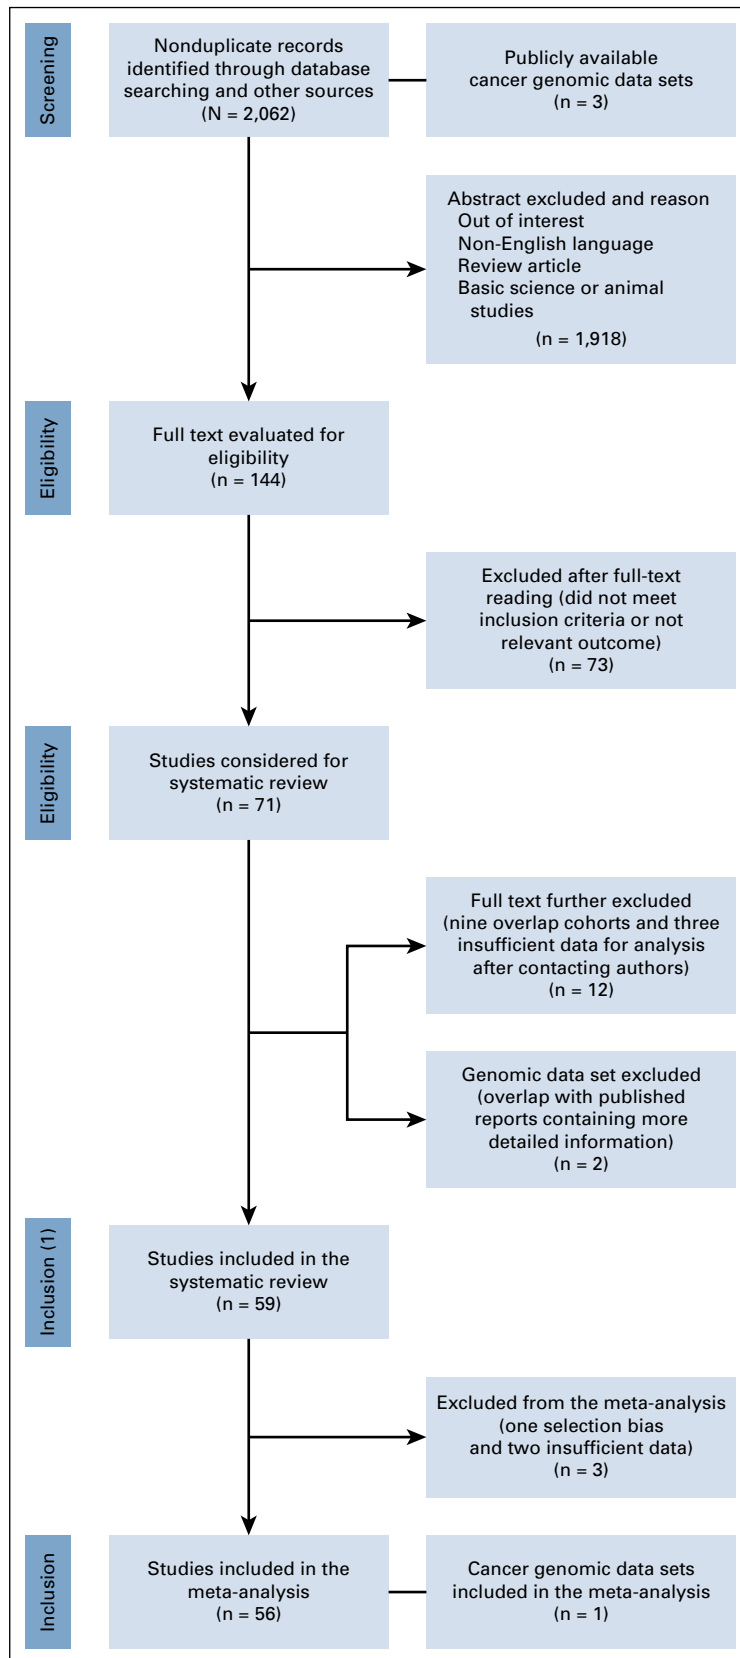 Screening
Nonduplicate records
identified through database
searching and other sources
(N = 2,062)
Publicly available
cancer genomic data sets
(n = 3)
Abstract excluded and reason
Out of interest
Non-English language
Review article
Basic science or animal
studies
(n = 1,918)
Eligibility
Full text evaluated for
eligibility
(n = 144)
Excluded after full-text
reading (did not meet
inclusion criteria or not
relevant outcome)
(n = 73)
Eligibility
Studies considered for
systematic review
(n = 71)
Full text further excluded
(nine overlap cohorts and three
insufficient data for analysis
after contacting authors)
(n = 12)
Genomic data set excluded
(overlap with published
reports containing more
detailed information)
(n = 2)
Inclusion (1)
Studies included in the
systematic review
(n = 59)
Excluded from the meta-analysis
(one selection bias
and two insufficient data)
(n = 3)
Inclusion
Studies included in the
meta-analysis
(n = 56)
Cancer genomic data sets
included in the meta-analysis
(n = 1)